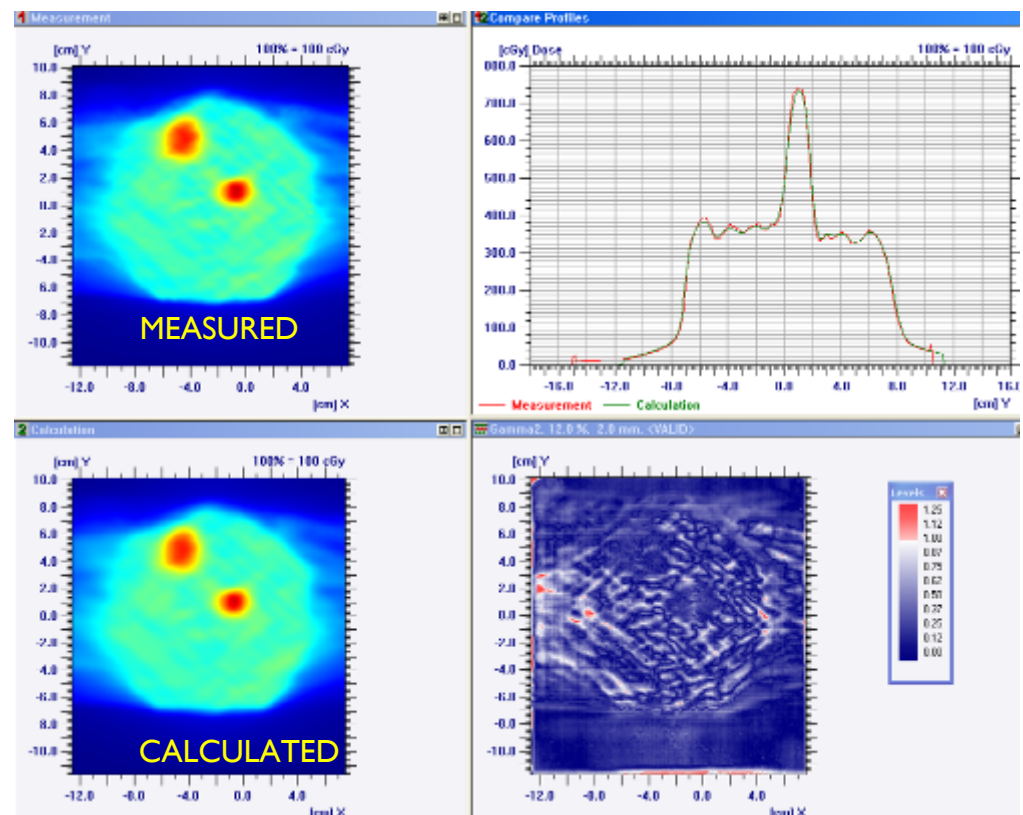 Measurement
[cm] Y 100% = 100 cGy
10.0
8.0
6.0
4.0
2.0
0.0
2.0
-4.0
6.0
8.0
-10.0
MEASURED
-12.0 -8.0 -4.0 0.0 4.0
[cm] X
Compare Profiles
[cGy] Dose 100% = 100 cGy
800.0
700.0
600.0
500.0
400.0
300.0
200.0
100.0
0.0
-16.0 -12.0 -8.0 -4.0 0.0 4.0 8.0 12.0 16.0
Measurement Calculation [cm] Y
2 Calculation
[cm] Y 100% = 100 cGy
10.0
8.0
6.0
4.0
2.0
0.0
-2.0
-4.0
-6.0
8.0
-10.0
CALCULATED
-12.0 -8.0 -4.0 0.0 4.0
[cm] X
Gamma2, 12.0 %, 2.0 mm, <VALID>
[cm] Y
10.0
8.0
6.0
4.0
2.0
0.0
-2.0
-4.0
-6.0
-8.0
-10.0
-12.0 -8.0 -4.0 0.0 4.0
[cm] X
Levels
1.25
1.12
1.00
0.87
0.75
0.62
0.50
0.37
0.25
0.12
0.00